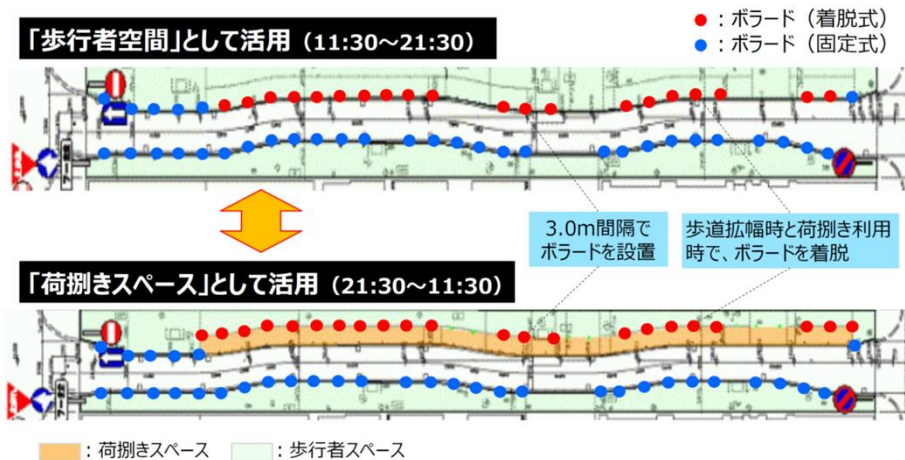 ● : ボラード（着脱式）
● : ボラード（固定式）
「歩行者空間」として活用（11:30～21:30）
3.0m間隔で
ボラードを設置
歩道拡幅時と荷捌き利用
時で、ボラードを着脱
「荷捌きスペース」として活用（21:30～11:30）
: 荷捌きスペース
: 歩行者スペース